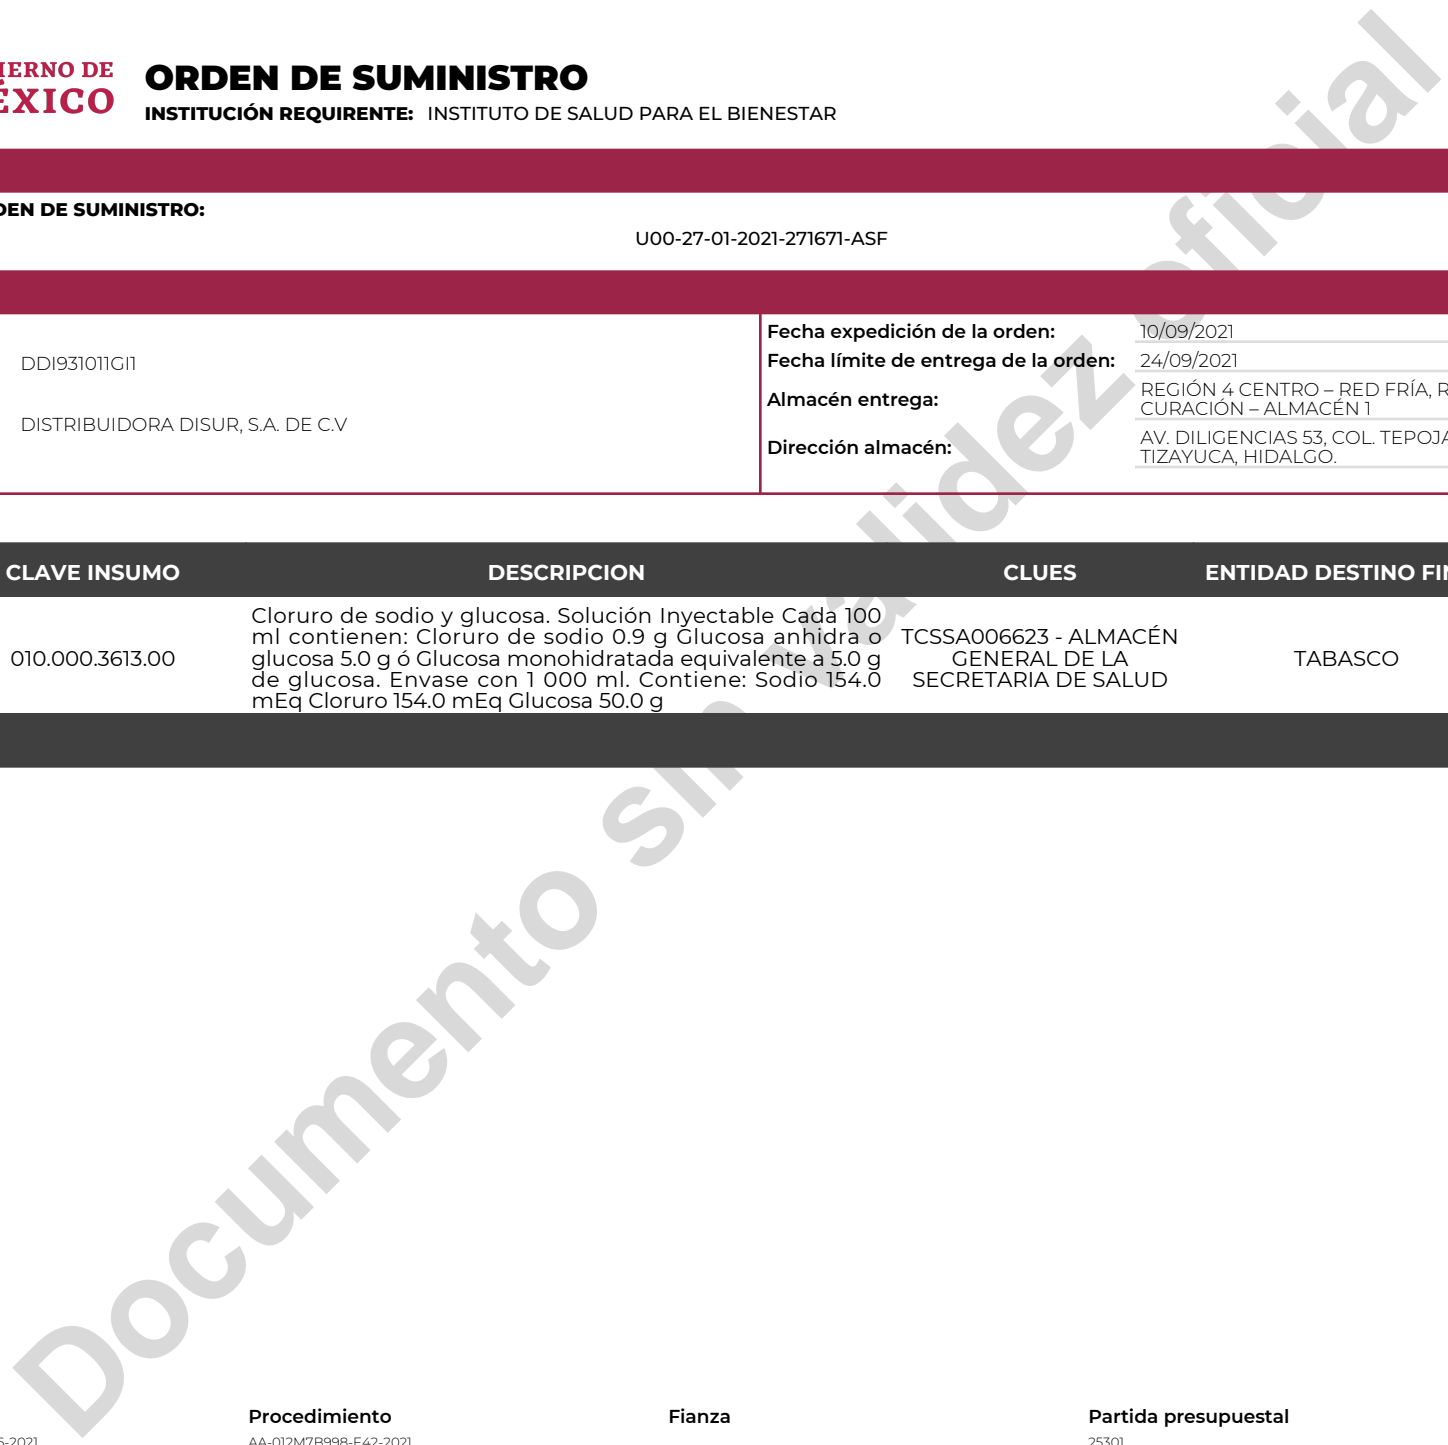 ORDEN DE SUMINISTRO
INSTITUCIÓN REQUIRENTE: INSTITUTO DE SALUD PARA EL BIENESTAR
DE SUMINISTRO:
U00-27-01-2021-271671-ASF
DDI931011GI1
DISTRIBUIDORA DISUR, S.A. DE C.V
Fecha expedición de la orden: 10/09/2021
Fecha límite de entrega de la orden: 24/09/2021
Almacén entrega: REGIÓN 4 CENTRO – RED FRÍA,
CURACIÓN – ALMACÉN 1
Dirección almacén: AV. DILIGENCIAS 53, COL.
TIZAYUCA, HIDALGO.
CLAVE INSUMO DESCRIPCION CLUES ENTIDAD DESTINO
010.000.3613.00
Cloruro de sodio y glucosa. Solución Inyectable Cada 100
ml contienen: Cloruro de sodio 0.9 g Glucosa anhidra o
glucosa 5.0 g ó Glucosa monohidratada equivalente a 5.0 g
de glucosa. Envase con 1 000 ml. Contiene: Sodio 154.0
mEq Cloruro 154.0 mEq Glucosa 50.0 g
TCSSA006623 - ALMACÉN
GENERAL DE LA
SECRETARIA DE SALUD
TABASCO
Documento sin validez oficial
Procedimiento Fianza Partida presupuestal
AA-012M7B998-E42-2021 25301